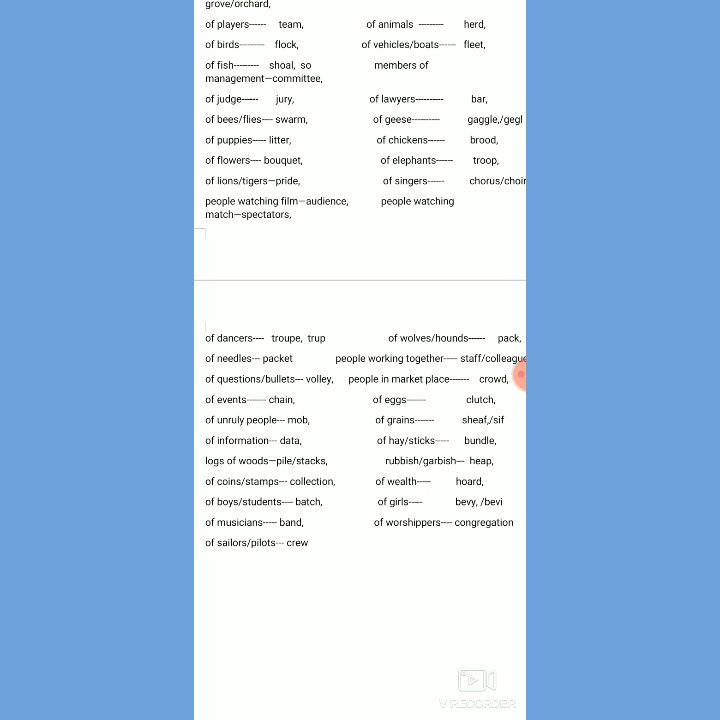 grove/orchard,
of players------ team, of animals --------- herd,
of birds--------- flock, of vehicles/boats------ fleet,
of fish--------- shoal, so members of
management—committee,
of judge------ jury, of lawyers---------- bar,
of bees/flies---- swarm, of geese---------- gaggle,/gegl
of puppies----- litter, of chickens------ brood,
of flowers---- bouquet, of elephants------ troop,
of lions/tigers—pride, of singers------ chorus/choir
people watching film—audience, people watching
match—spectators,
of dancers---- troupe, trup of wolves/hounds------ pack,
of needles--- packet people working together----- staff/colleague
of questions/bullets--- volley, people in market place------- crowd,
of events------- chain, of eggs------- clutch,
of unruly people--- mob, of grains------- sheaf,/sif
of information--- data, of hay/sticks----- bundle,
logs of woods—pile/stacks, rubbish/garbish--- heap,
of coins/stamps--- collection, of wealth----- hoard,
of boys/students---- batch, of girls----- bevy, /bevi
of musicians----- band, of worshippers---- congregation
of sailors/pilots--- crew
V RECORDER